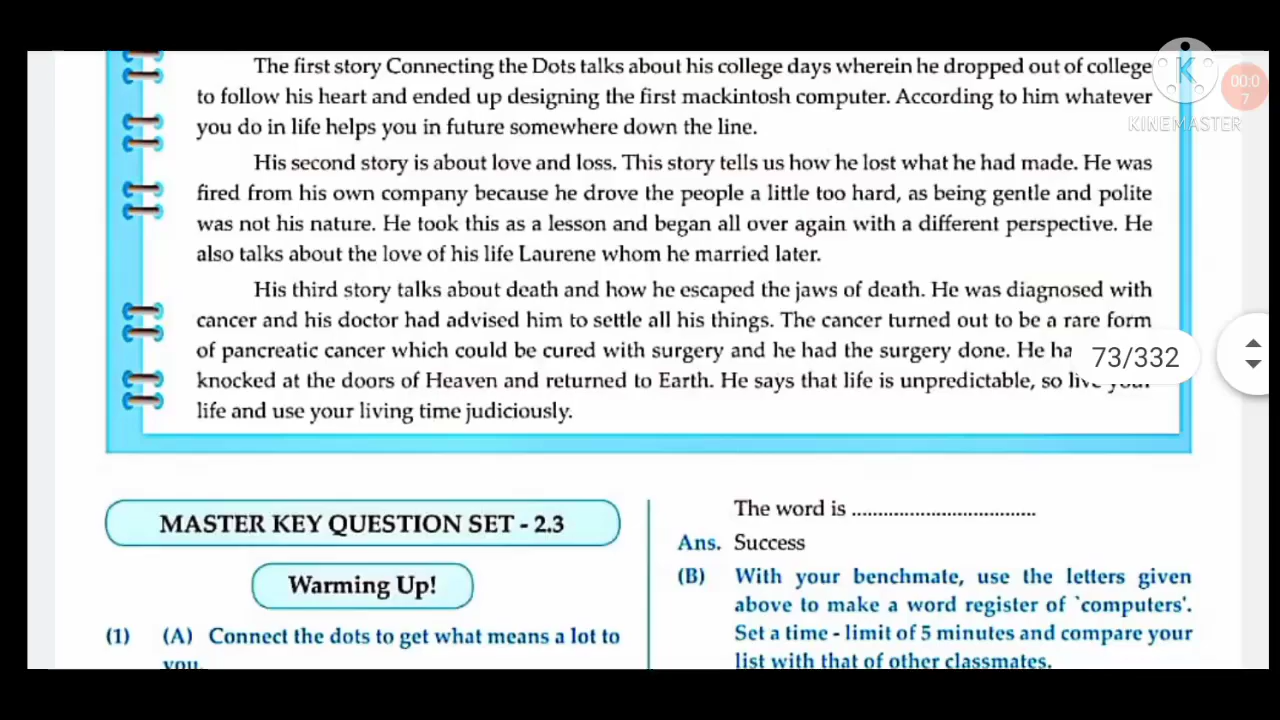 The first story Connecting the Dots talks about his college days wherein he dropped out of college
to follow his heart and ended up designing the first mackintosh computer. According to him whatever
you do in life helps you in future somewhere down the line.
His second story is about love and loss. This story tells us how he lost what he had made. He was
fired from his own company because he drove the people a little too hard, as being gentle and polite
was not his nature. He took this as a lesson and began all over again with a different perspective. He
also talks about the love of his life Laurene whom he married later.
His third story talks about death and how he escaped the jaws of death. He was diagnosed with
cancer and his doctor had advised him to settle all his things. The cancer turned out to be a rare form
of pancreatic cancer which could be cured with surgery and he had the surgery done. He
knocked at the doors of Heaven and returned to Earth. He says that life is unpredictable, so live your
life and use your living time judiciously.
73/332
K
KINEMASTER
00:0
7
MASTER KEY QUESTION SET - 2.3
Warming Up!
(1) (A) Connect the dots to get what means a lot to
you.
The word is ...................................
Ans. Success
(B) With your benchmate, use the letters given
above to make a word register of `computers'.
Set a time - limit of 5 minutes and compare your
list with that of other classmates.